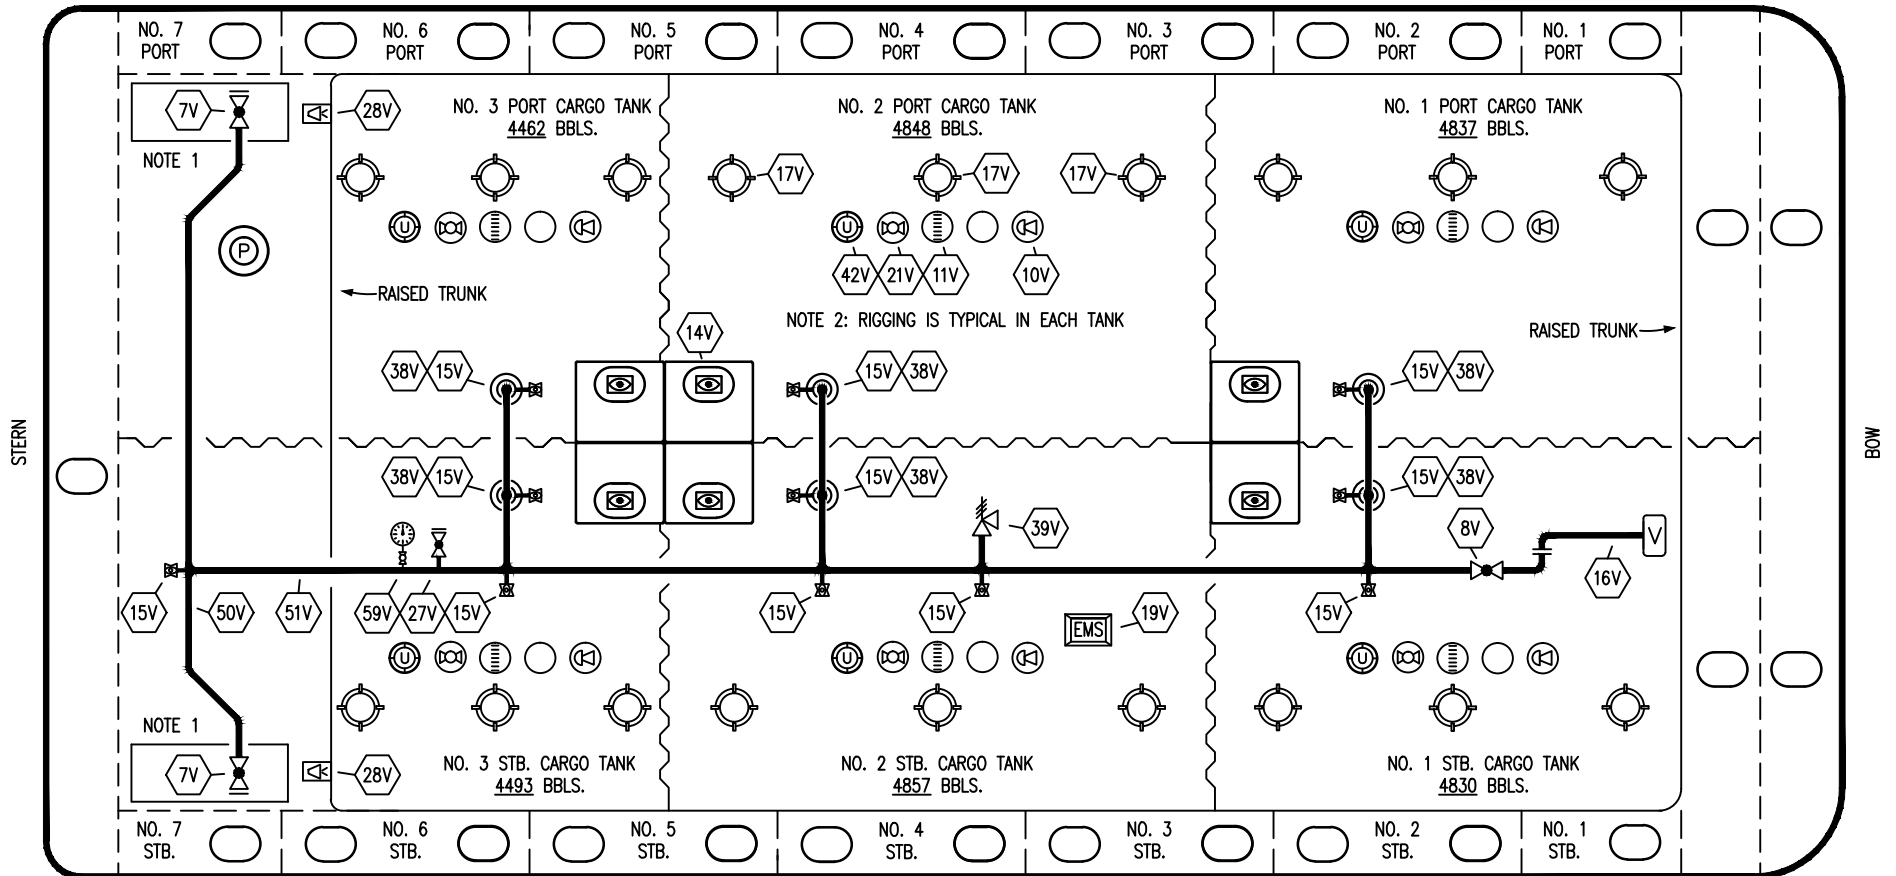 NO. 7
PORT
NO. 6
PORT
NO. 5
PORT
NO. 4
PORT
NO. 3
PORT
NO. 2
PORT
NO. 1
PORT
7V
28V
NO. 3 PORT CARGO TANK
4462 BBLS.
NO. 2 PORT CARGO TANK
4848 BBLS.
NO. 1 PORT CARGO TANK
4837 BBLS.
NOTE 1
17V
17V
17V
U
U
U
P
42V
21V
11V
10V
RAISED TRUNK
NOTE 2: RIGGING IS TYPICAL IN EACH TANK
RAISED TRUNK
14V
38V
15V
15V
38V
15V
38V
STERN
BOW
38V
15V
15V
38V
15V
38V
39V
8V
V
16V
15V
50V
51V
59V
27V
15V
15V
15V
EMS
19V
15V
U
U
U
NOTE 1
7V
28V
NO. 3 STB. CARGO TANK
4493 BBLS.
NO. 2 STB. CARGO TANK
4857 BBLS.
NO. 1 STB. CARGO TANK
4830 BBLS.
NO. 7
STB.
NO. 6
STB.
NO. 5
STB.
NO. 4
STB.
NO. 3
STB.
NO. 2
STB.
NO. 1
STB.